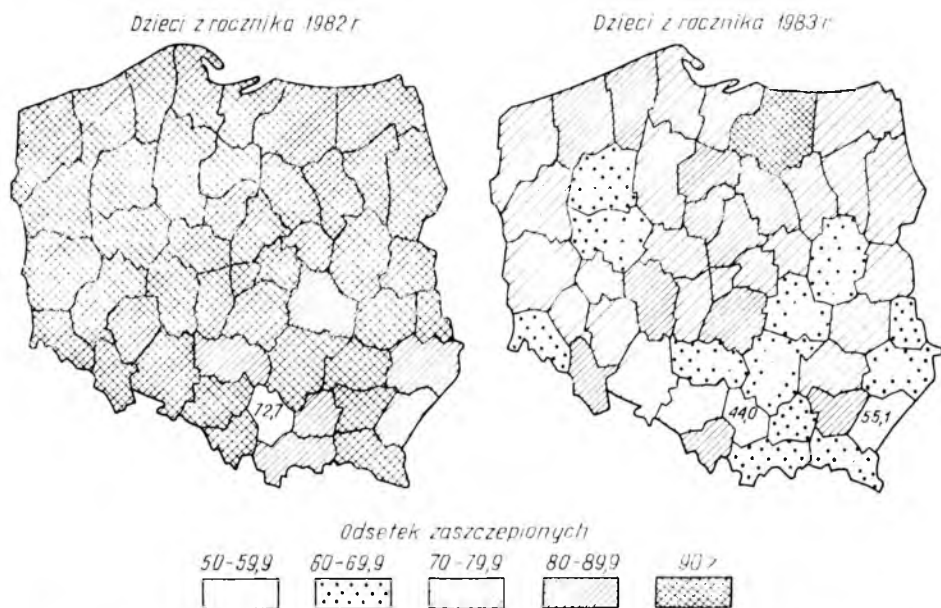 Dzieci z rocznika 1982 r.
Dzieci z rocznika 1983 r
72,7
44,0
55,1
Odsetek zaszczepionych
50-59,9
60-69,9
70-79,9
80-89,9
90 >